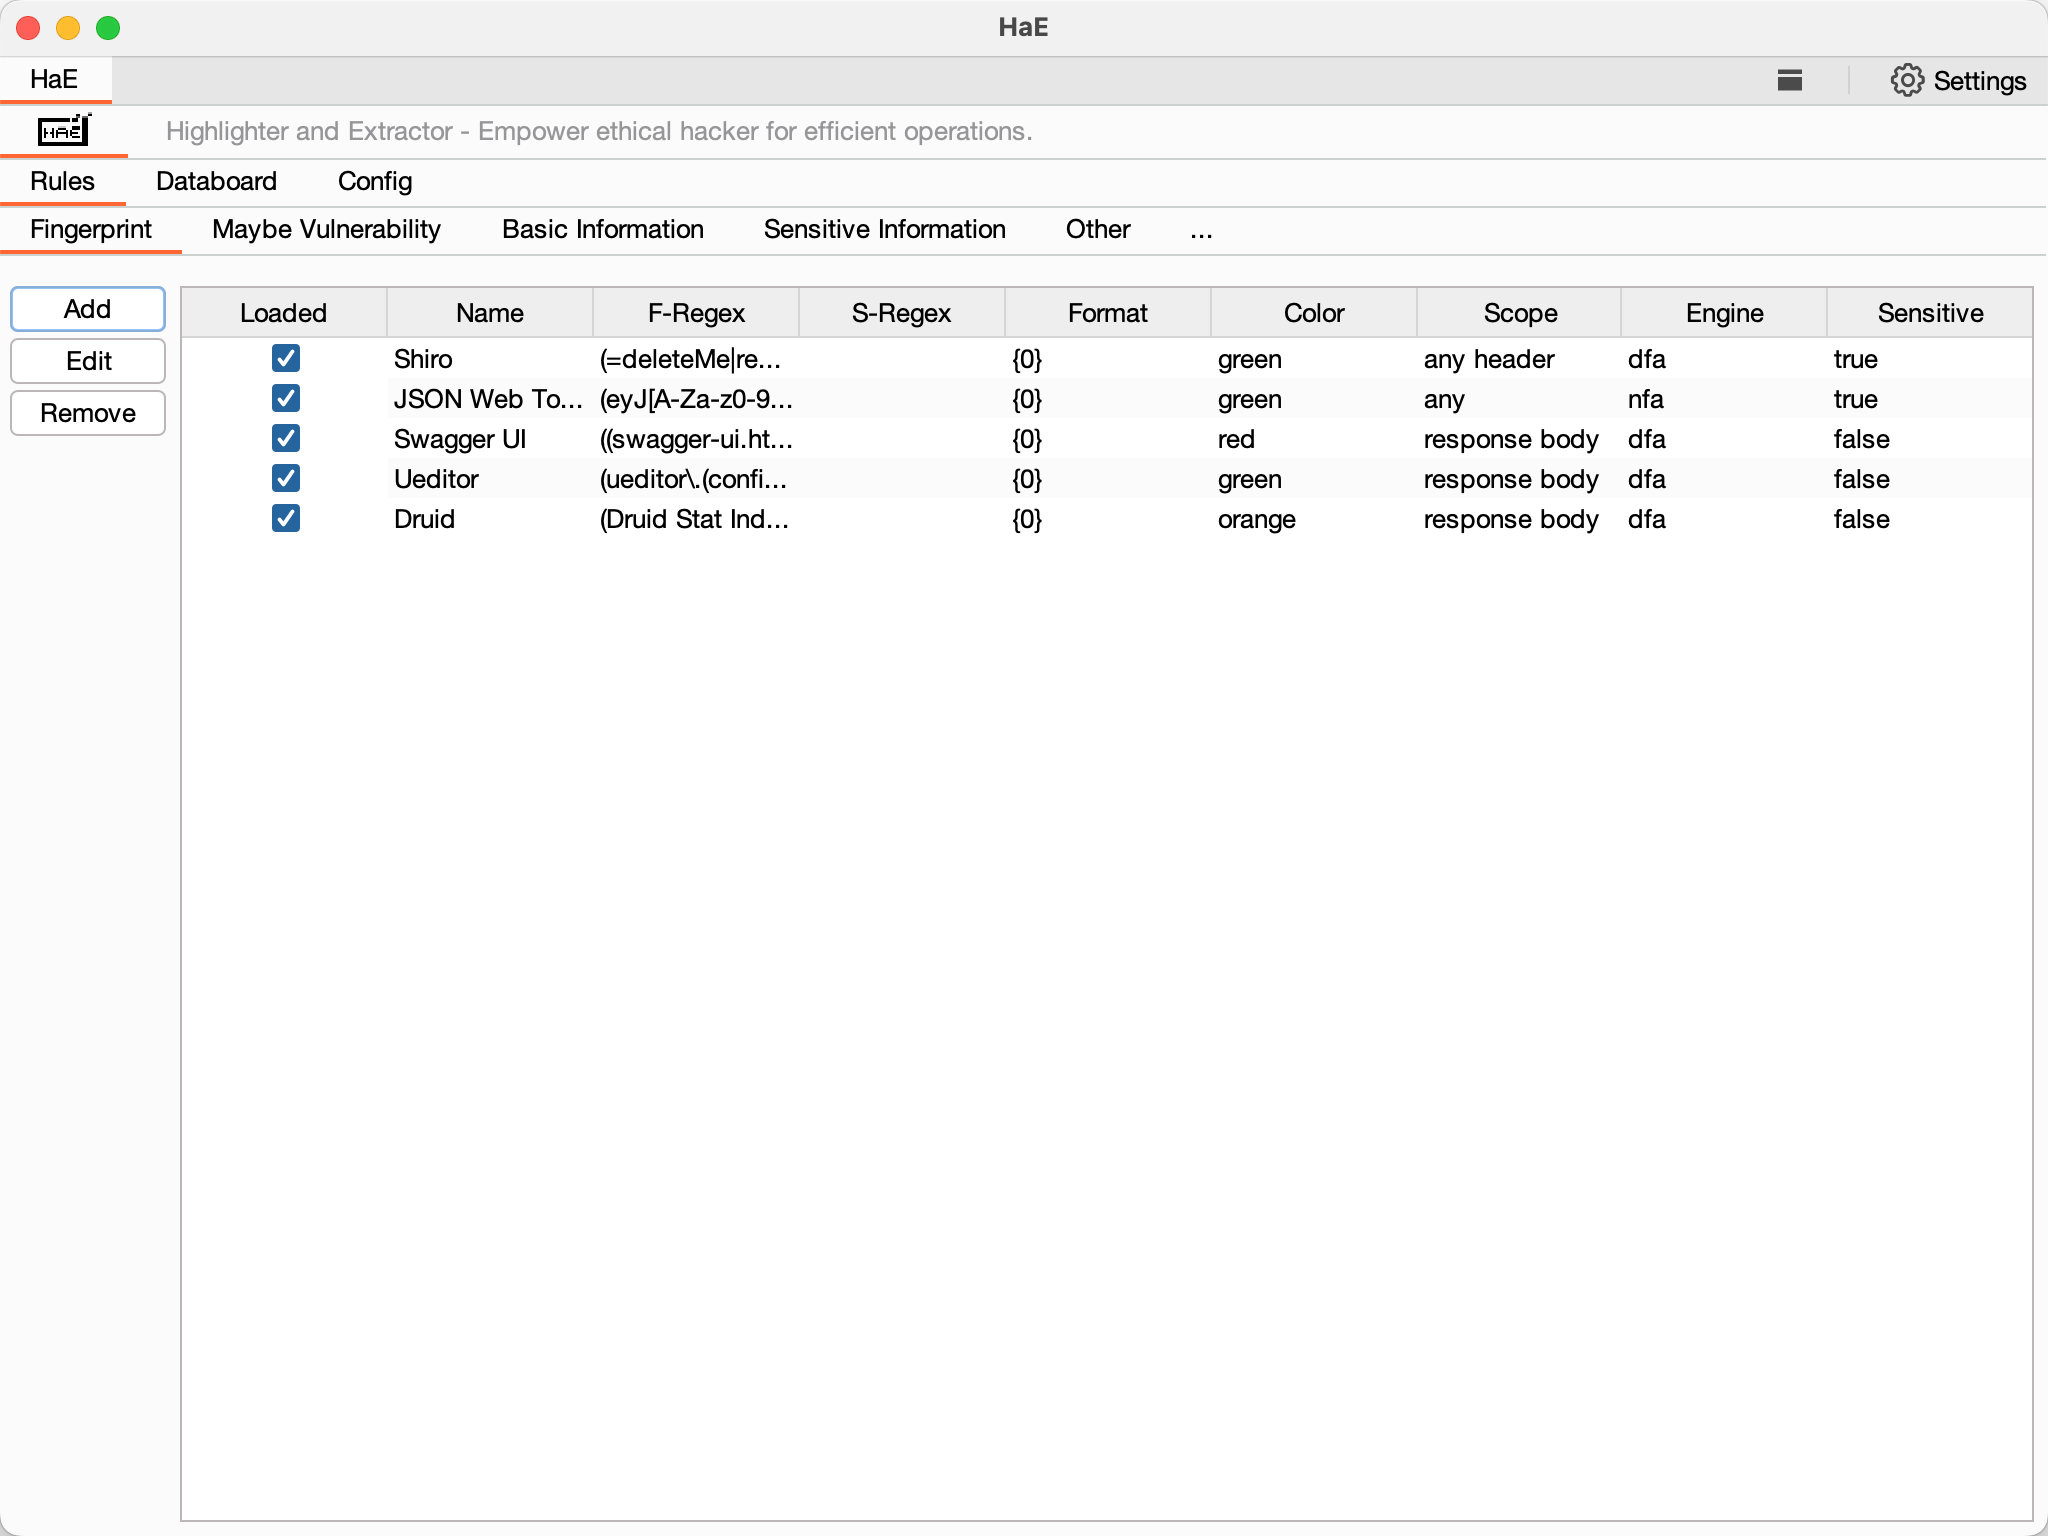 HaE
HaE Settings
HAE Highlighter and Extractor - Empower ethical hacker for efficient operations.
Rules Databoard Config
Fingerprint Maybe Vulnerability Basic Information Sensitive Information Other ...
Add
Edit
Remove
Loaded Name F-Regex S-Regex Format Color Scope Engine Sensitive
Shiro (=deleteMe|re... {0} green any header dfa true
JSON Web To... (eyJ[A-Za-z0-9... {0} green any nfa true
Swagger UI ((swagger-ui.ht... {0} red response body dfa false
Ueditor (ueditor\.(confi... {0} green response body dfa false
Druid (Druid Stat Ind... {0} orange response body dfa false